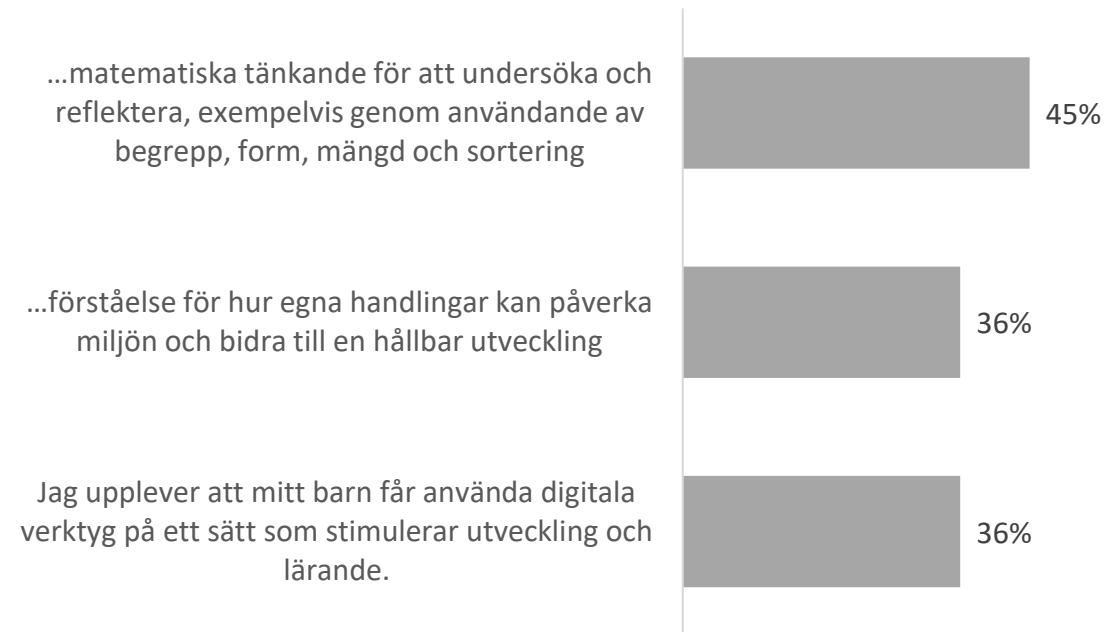 ...matematiska tänkande för att undersöka och
reflektera, exempelvis genom användande av
begrepp, form, mängd och sortering
45%
...förståelse för hur egna handlingar kan påverka
miljön och bidra till en hållbar utveckling
36%
Jag upplever att mitt barn får använda digitala
verktyg på ett sätt som stimulerar utveckling och
lärande.
36%